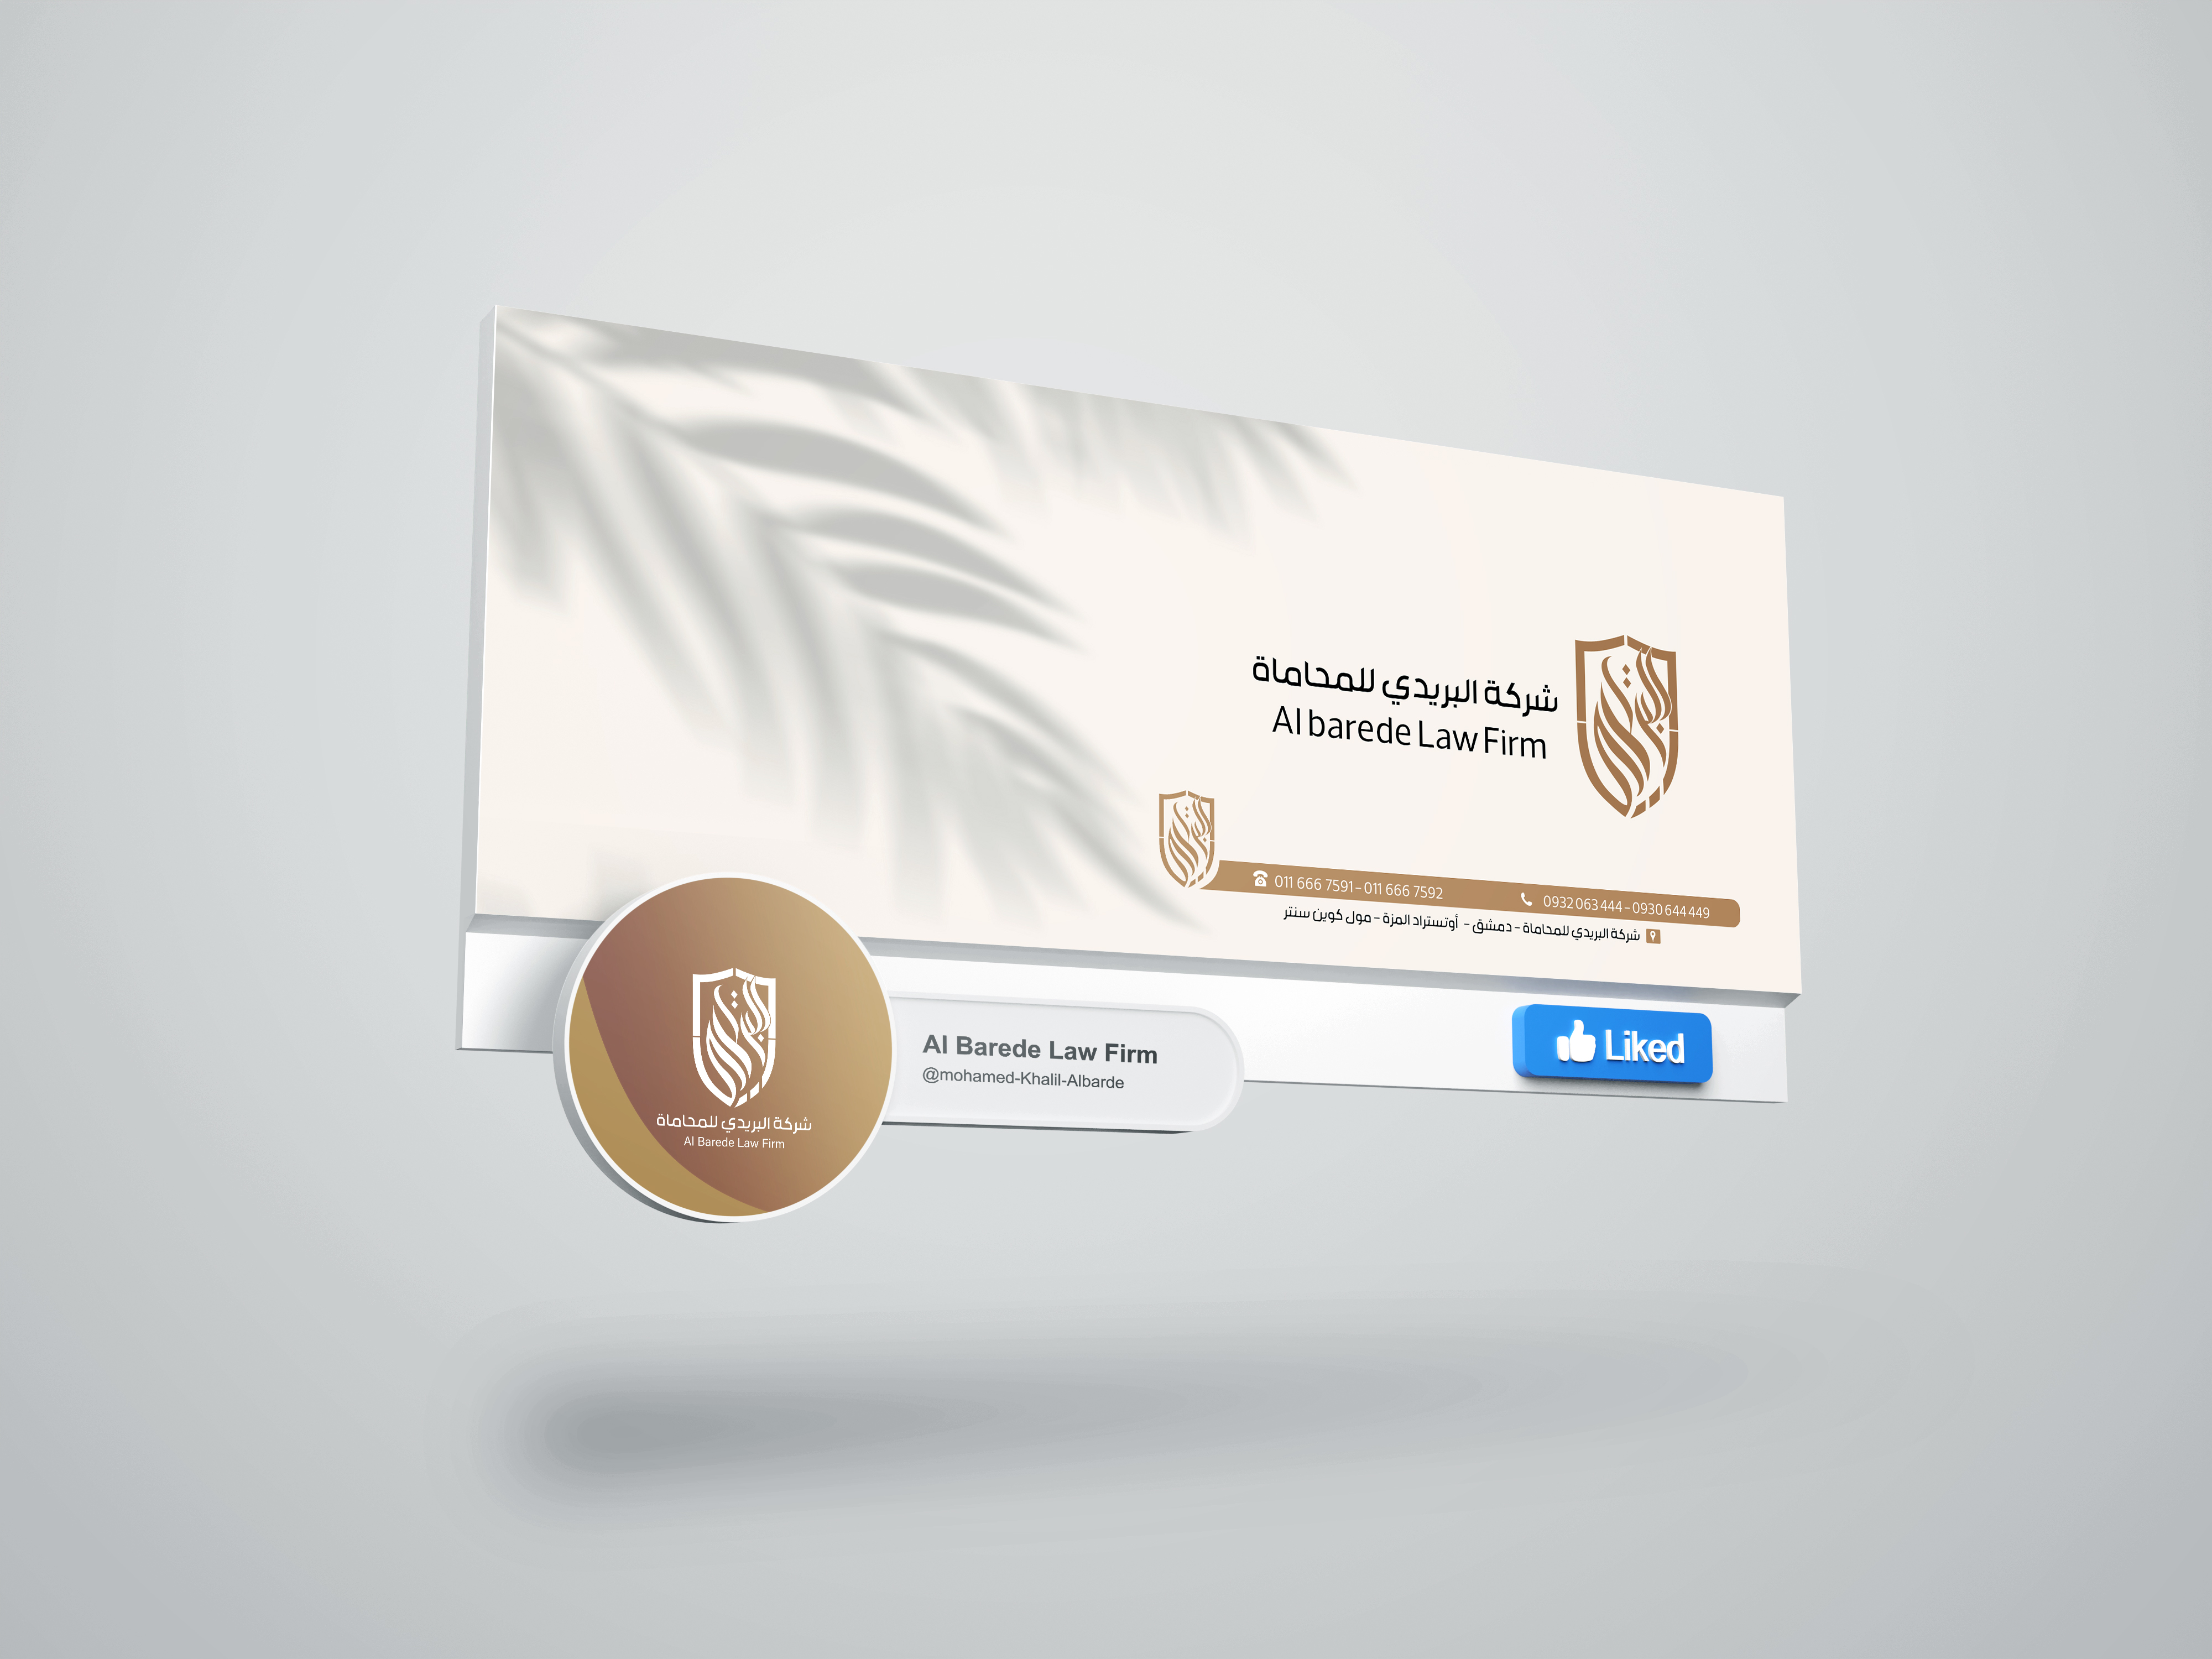 شركة البريدي للمحاماة
Al barede Law Firm
011 666 7591 - 011 666 7592
0932 063 444 - 0930 644 449
شركة البريدي للمحاماة - دمشق - أوتستراد المزة - مول كوين سنتر
شركة البريدي للمحاماة
Al Barede Law Firm
Al Barede Law Firm
@mohamed-Khalil-Albarde
Liked